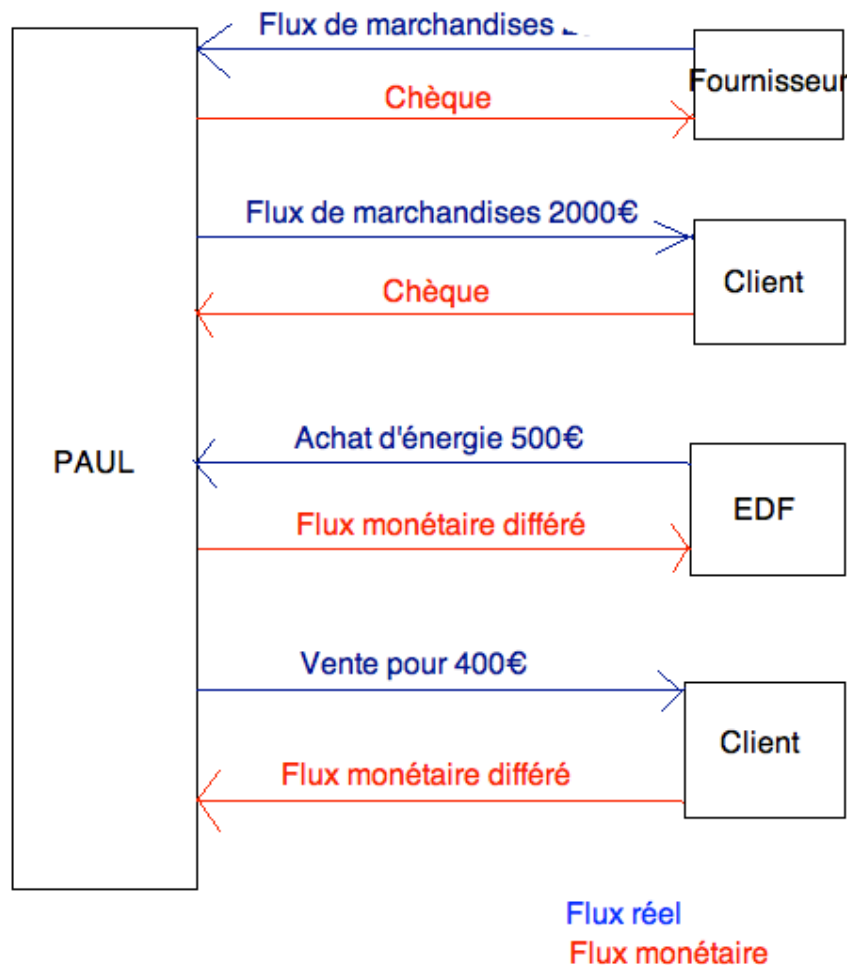 Flux de marchandises
Fournisseur
Chèque
Flux de marchandises 2000€
Client
Chèque
Achat d'énergie 500€
PAUL
EDF
Flux monétaire différé
Vente pour 400€
Client
Flux monétaire différé
Flux réel
Flux monétaire